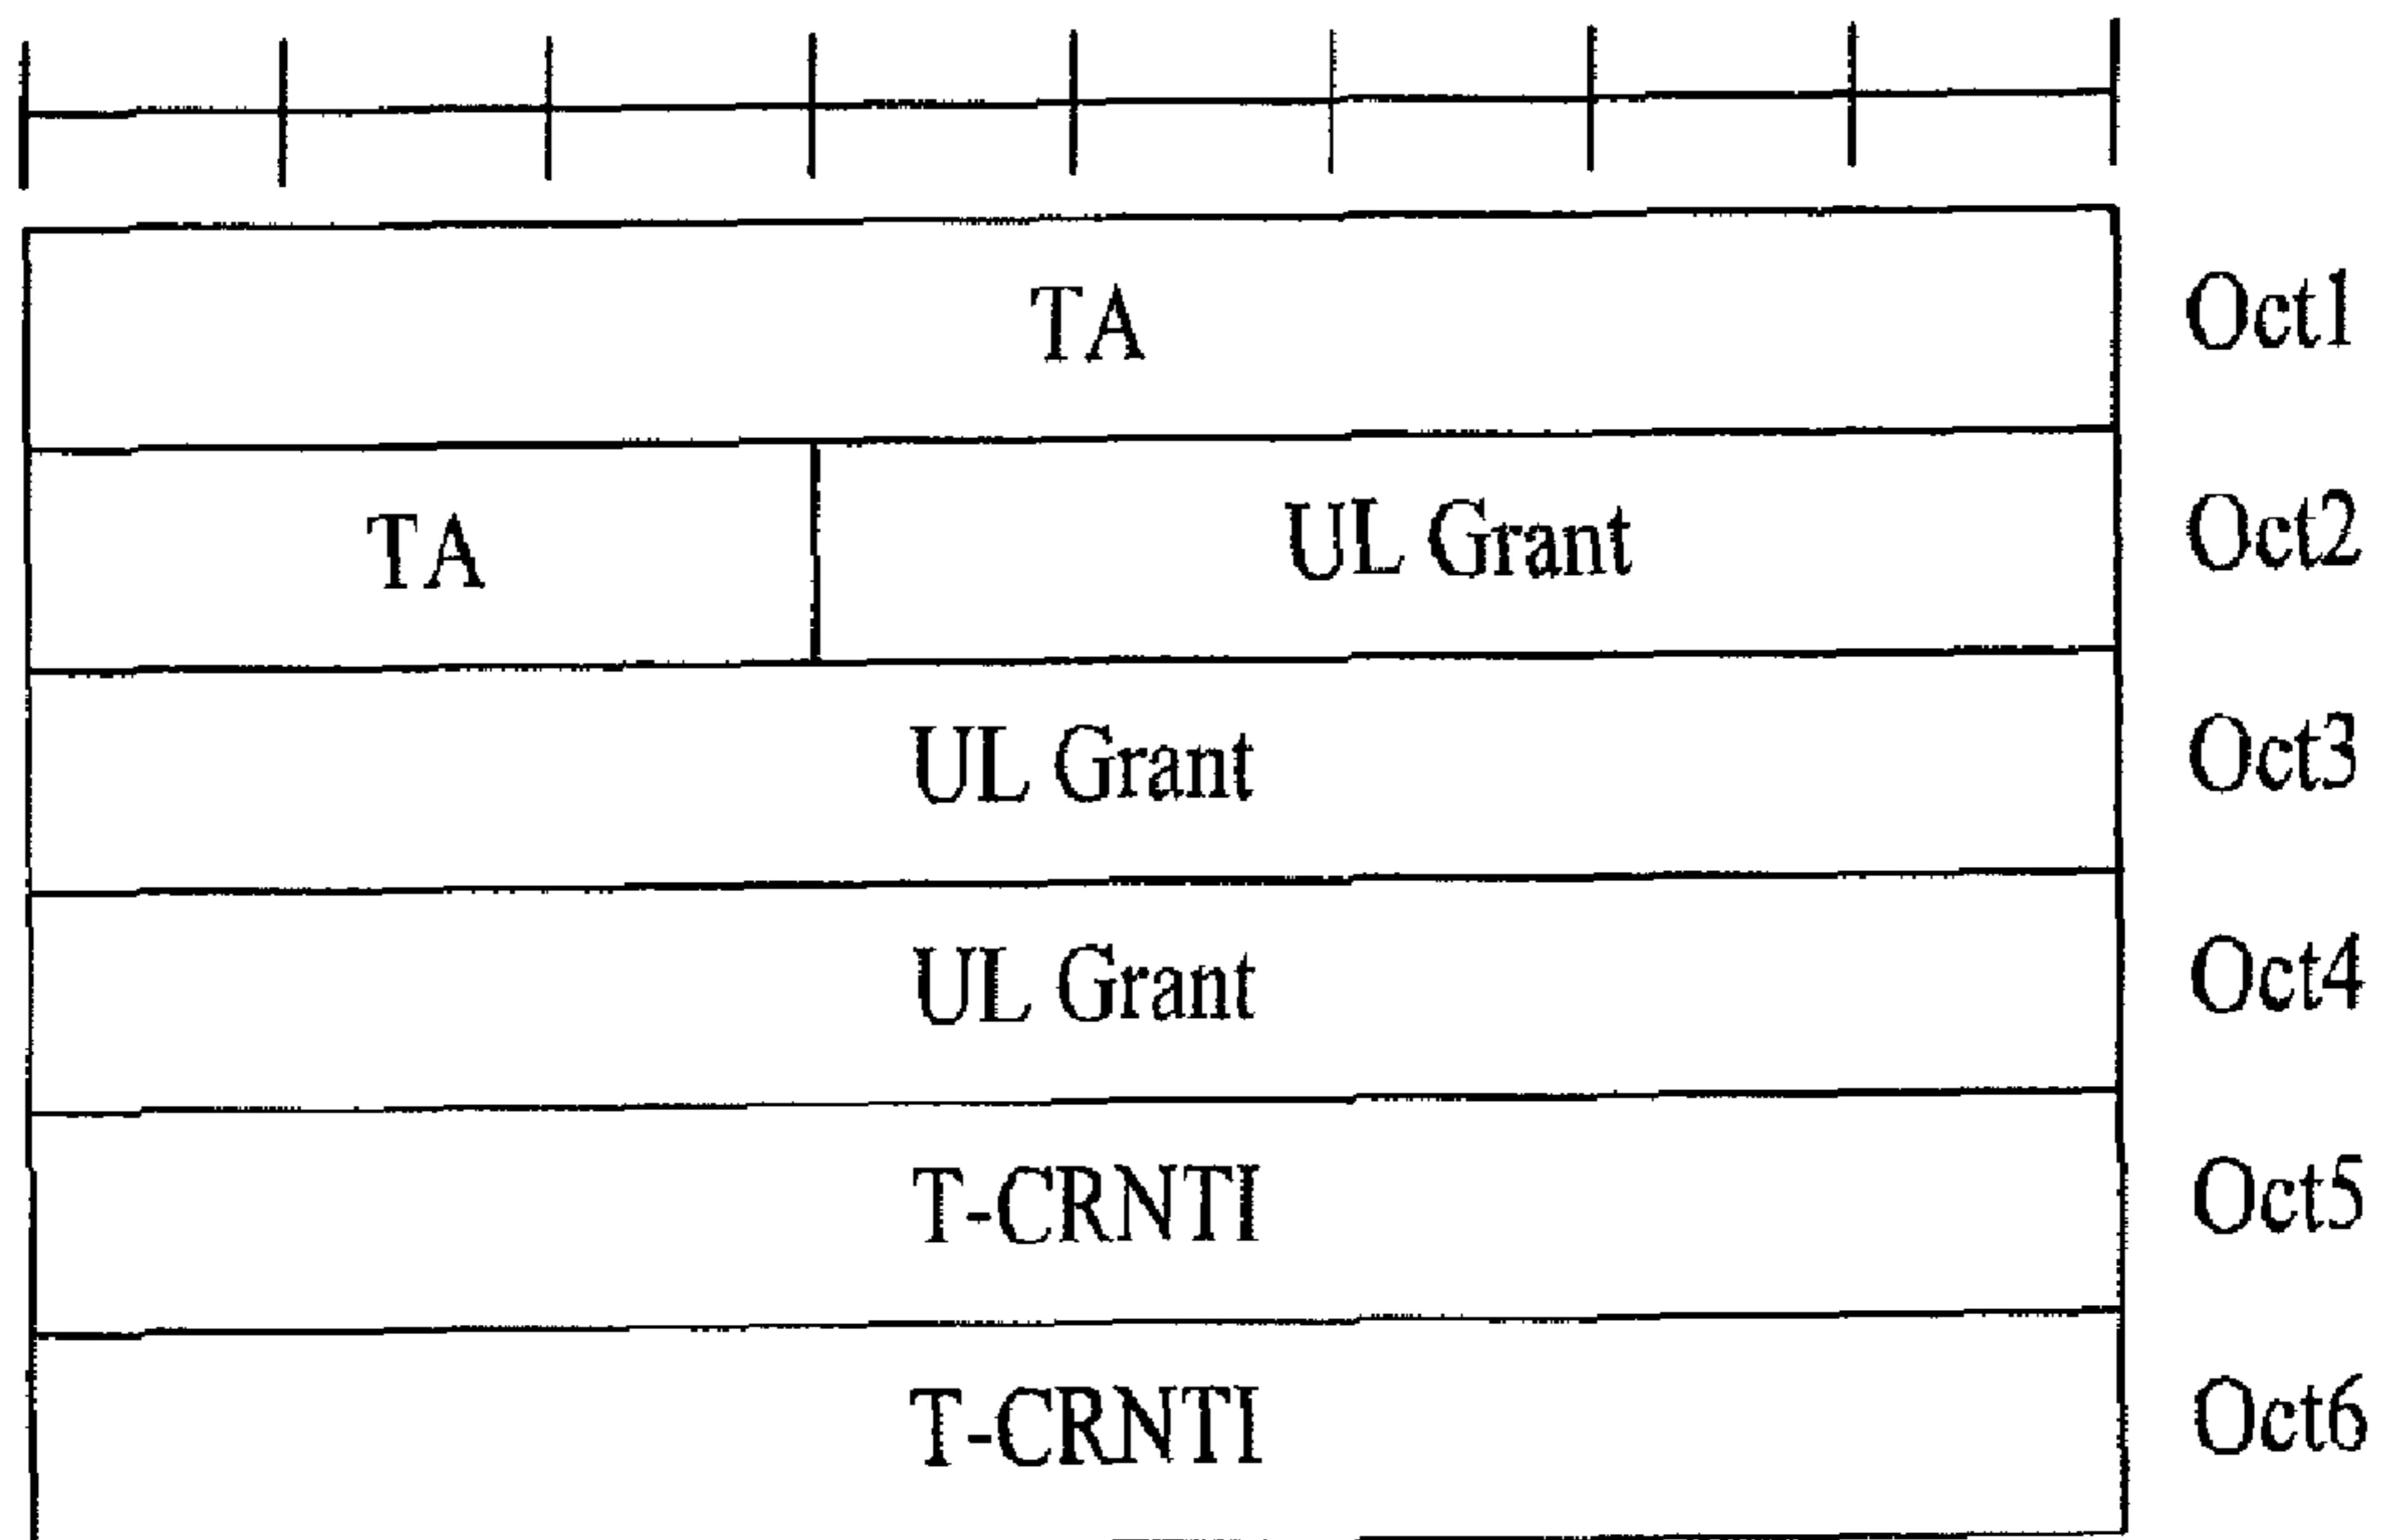 TA Oct1
TA UL Grant Oct2
UL Grant Oct3
UL Grant Oct4
T-CRNTI Oct5
T-CRNTI Oct6